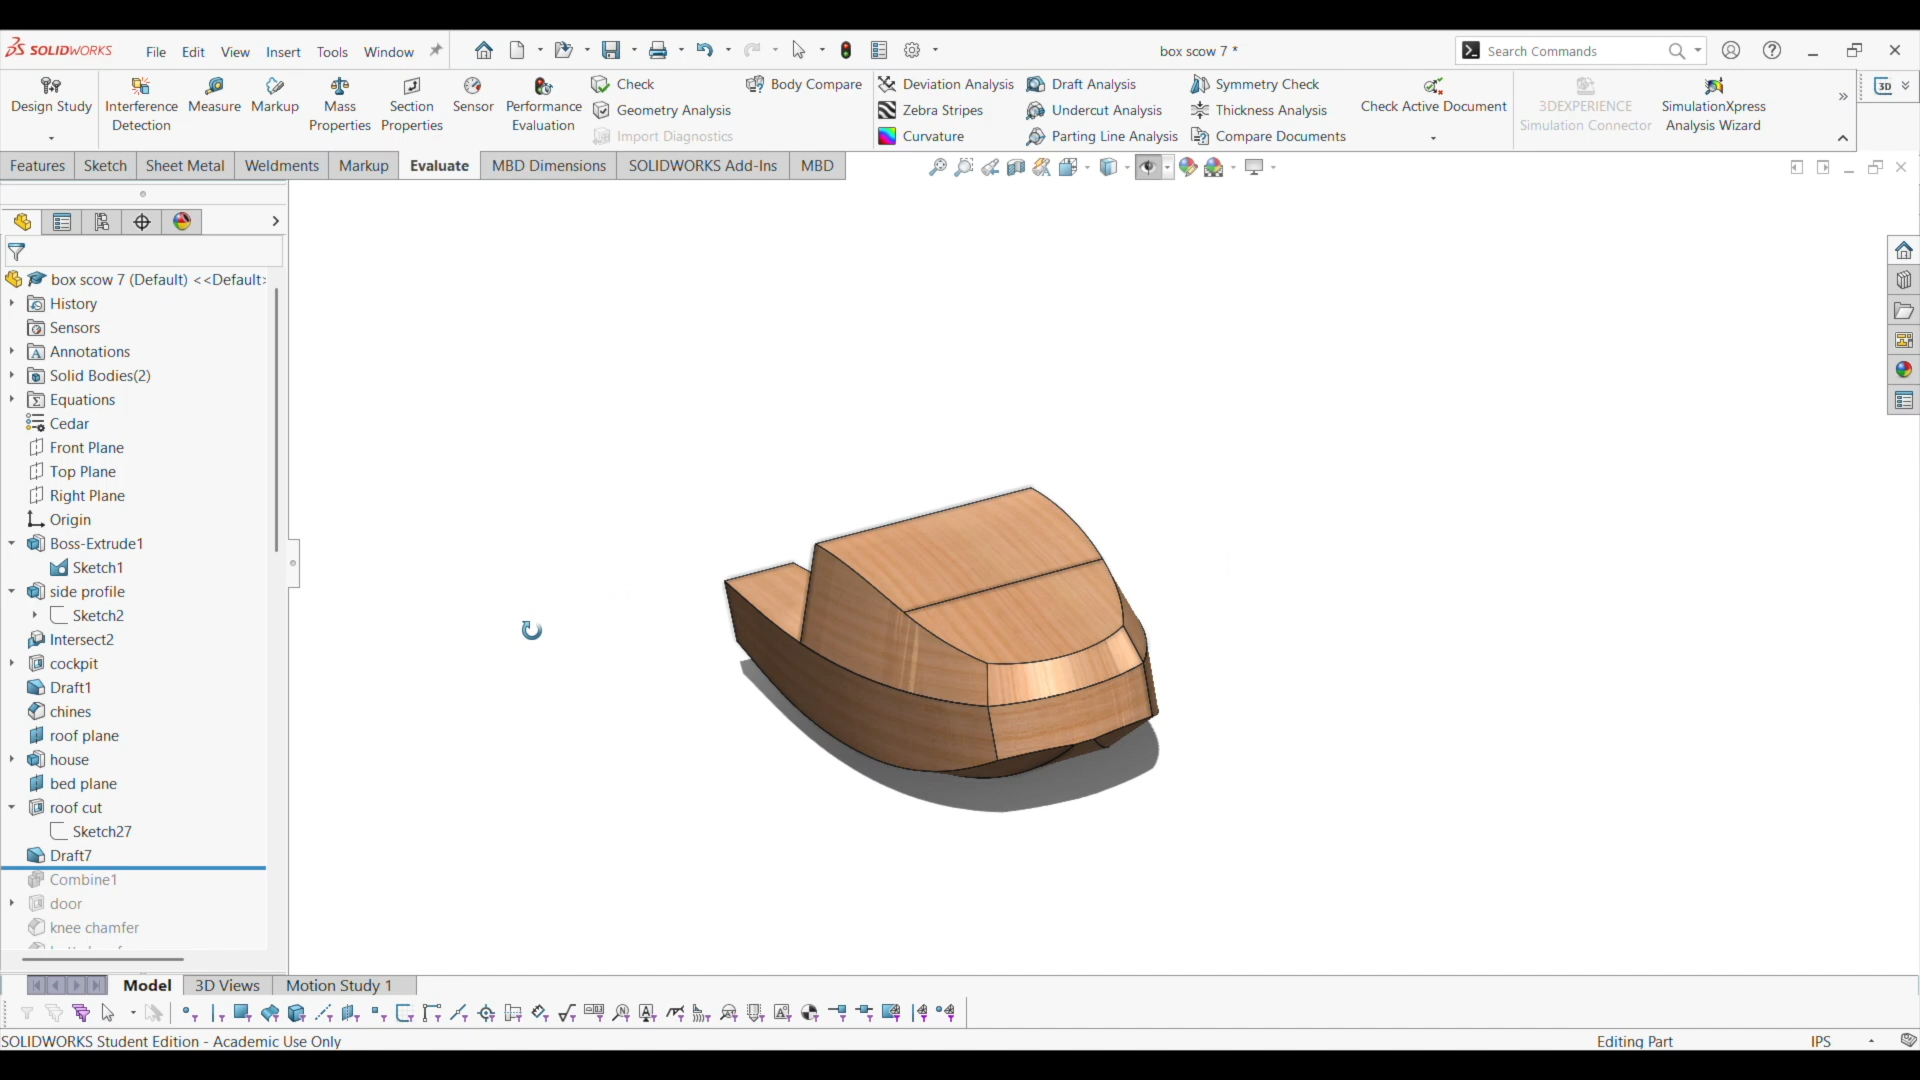 SOLIDWORKS
File Edit View Insert Tools Window
box scow 7 *
Search Commands
Design Study
Interference Detection
Measure
Markup
Mass Properties
Section Properties
Sensor
Performance Evaluation
Check
Geometry Analysis
Import Diagnostics
Body Compare
Deviation Analysis
Zebra Stripes
Curvature
Draft Analysis
Undercut Analysis
Parting Line Analysis
Symmetry Check
Thickness Analysis
Compare Documents
Check Active Document
3DEXPERIENCE Simulation Connector
SimulationXpress Analysis Wizard
3D
Features Sketch Sheet Metal Weldments Markup Evaluate MBD Dimensions SOLIDWORKS Add-Ins MBD
box scow 7 (Default) <<Default>
History
Sensors
Annotations
Solid Bodies(2)
Equations
Cedar
Front Plane
Top Plane
Right Plane
Origin
Boss-Extrude1
Sketch1
side profile
Sketch2
Intersect2
cockpit
Draft1
chines
roof plane
house
bed plane
roof cut
Sketch27
Draft7
Combine1
door
knee chamfer
Model 3D Views Motion Study 1
SOLIDWORKS Student Edition - Academic Use Only
Editing Part
IPS